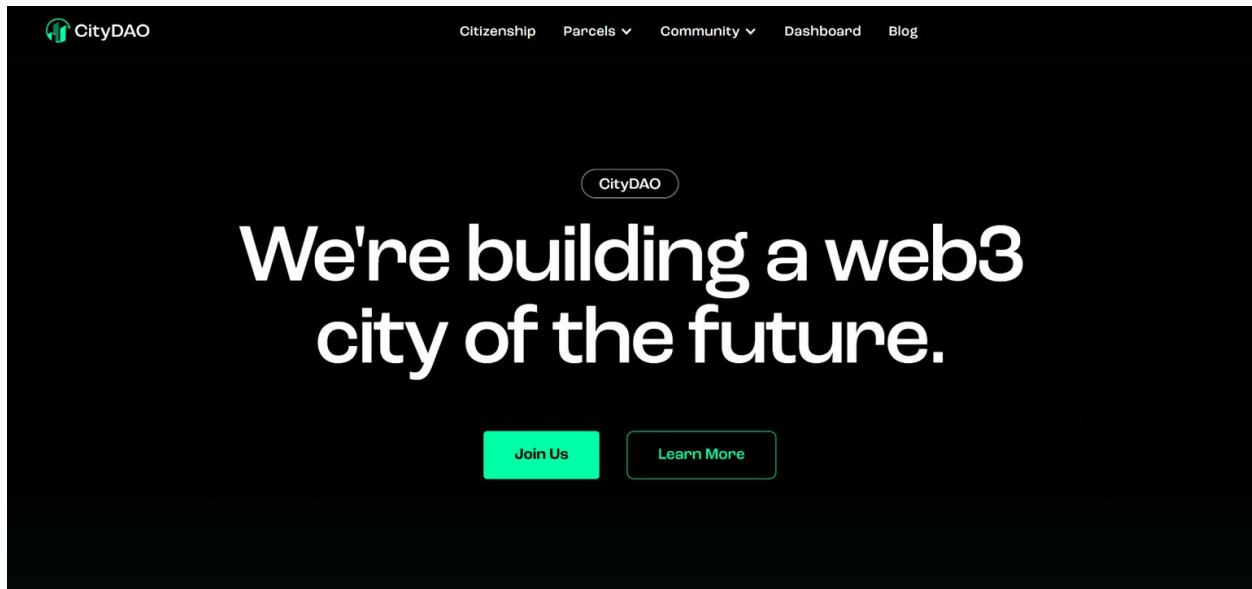 CityDAO
Citizenship Parcels Community Dashboard Blog
CityDAO
We're building a web3
city of the future.
Join Us Learn More